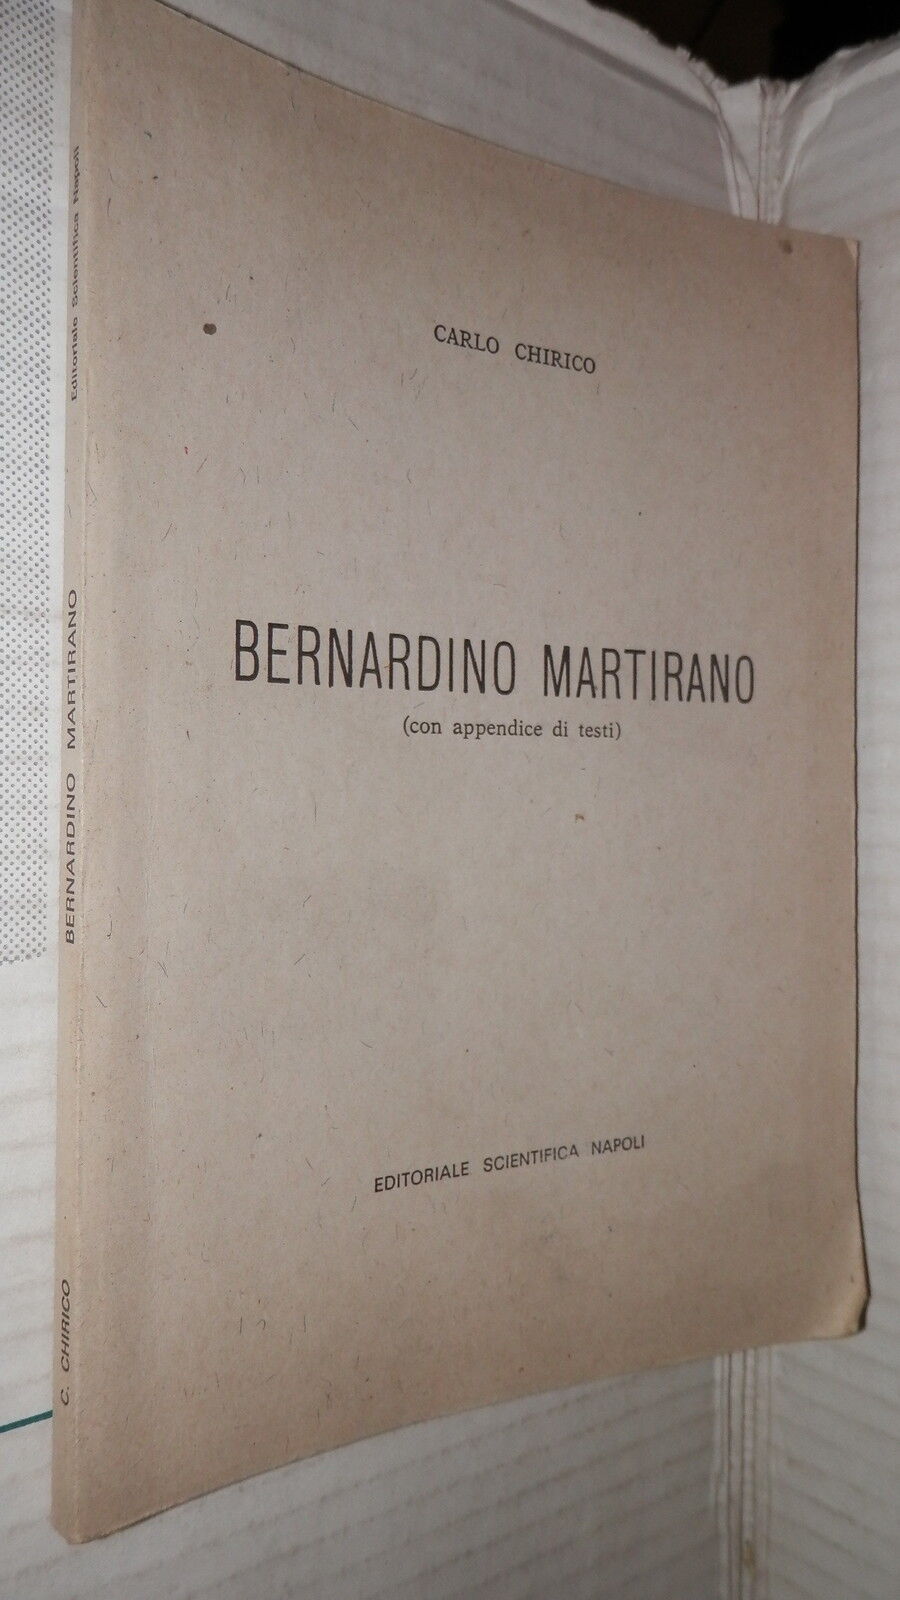 CARLO CHIRICO
BERNARDINO MARTIRANO
(con appendice di testi)
EDITORIALE SCIENTIFICA NAPOLI
C. CHIRICO
BERNARDINO MARTIRANO
Editoriale Scientifica Napoli